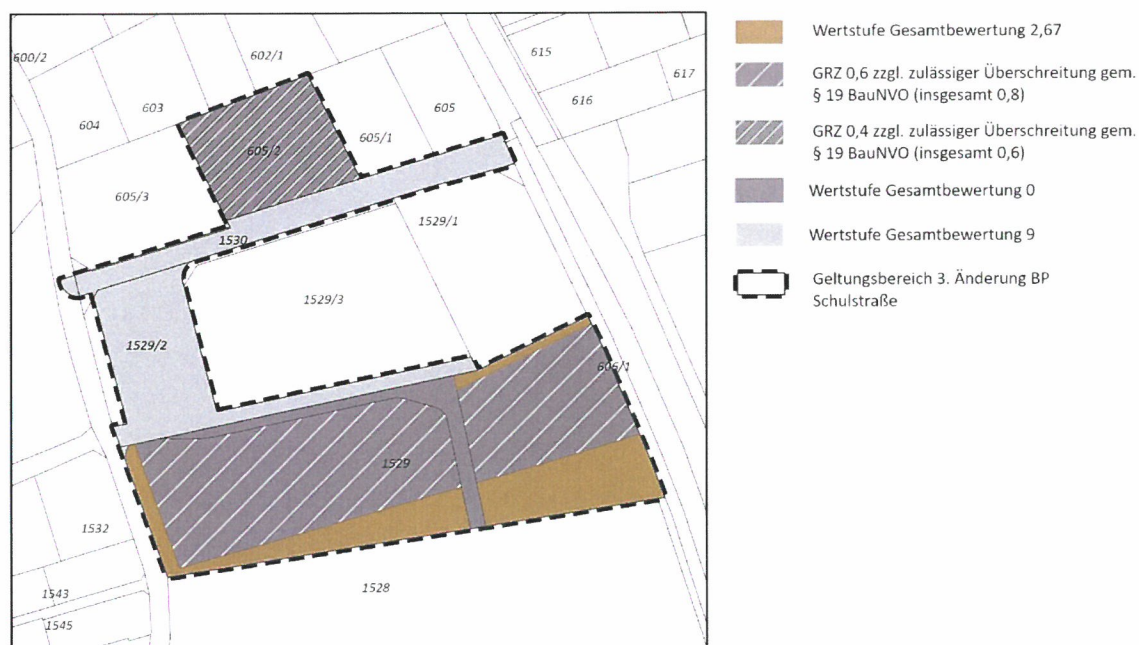 600/2
602/1
603
604
605
605/1
605/2
605/3
615
616
617
1530
1529/1
1529/3
1529/2
606/1
1529
1532
1528
1543
1545
Wertstufe Gesamtbewertung 2,67
GRZ 0,6 zzgl. zulässiger Überschreitung gem.
§ 19 BauNVO (insgesamt 0,8)
GRZ 0,4 zzgl. zulässiger Überschreitung gem.
§ 19 BauNVO (insgesamt 0,6)
Wertstufe Gesamtbewertung 0
Wertstufe Gesamtbewertung 9
Geltungsbereich 3. Änderung BP
Schulstraße